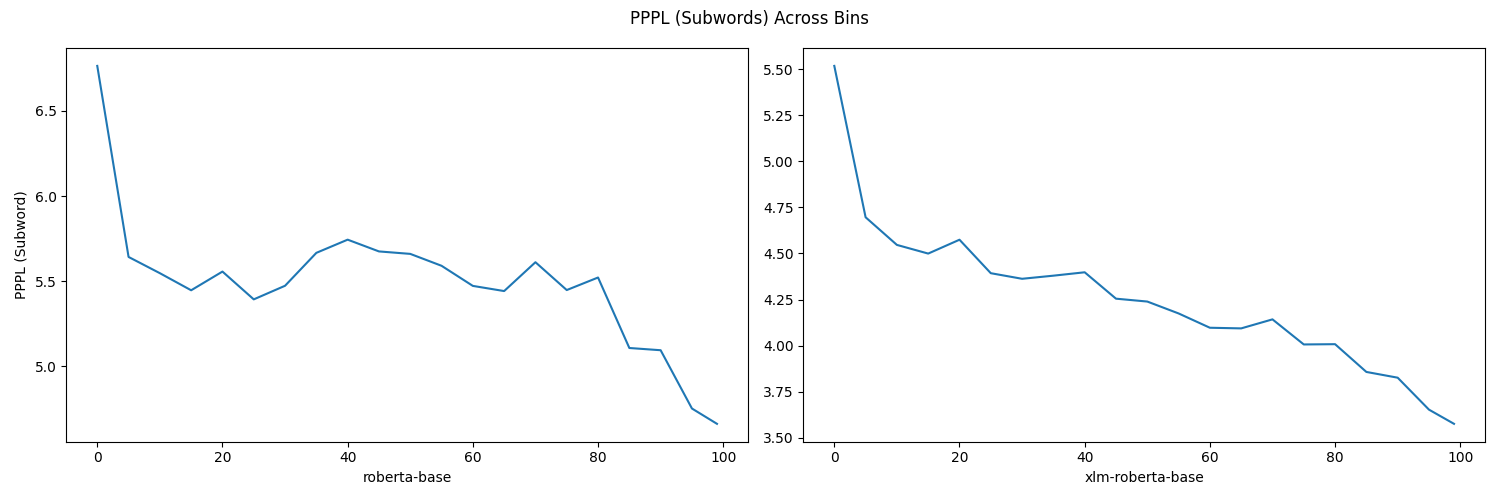 PPPL (Subwords) Across Bins
PPPL (Subword)
6.5
6.0
5.5
5.0
0 20 40 60 80 100
roberta-base
5.50
5.25
5.00
4.75
4.50
4.25
4.00
3.75
3.50
0 20 40 60 80 100
xlm-roberta-base